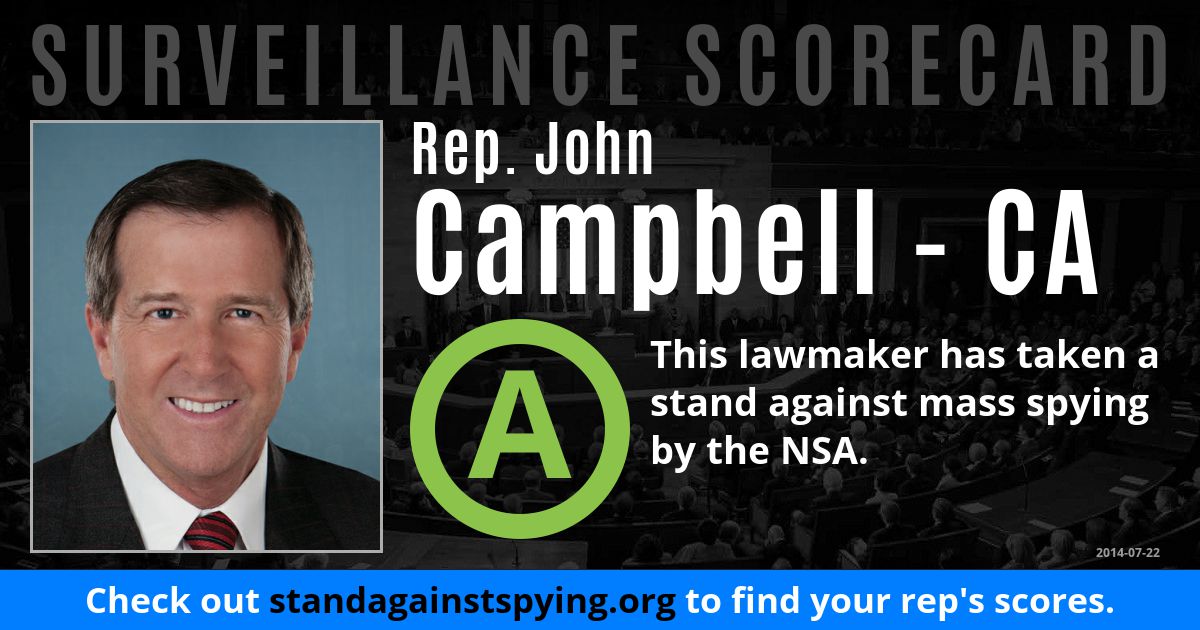 SURVEILLANCE SCORECARD
Rep. John
Campbell - CA
A
This lawmaker has taken a
stand against mass spying
by the NSA.
2014-07-22
Check out standagainstspying.org to find your rep's scores.